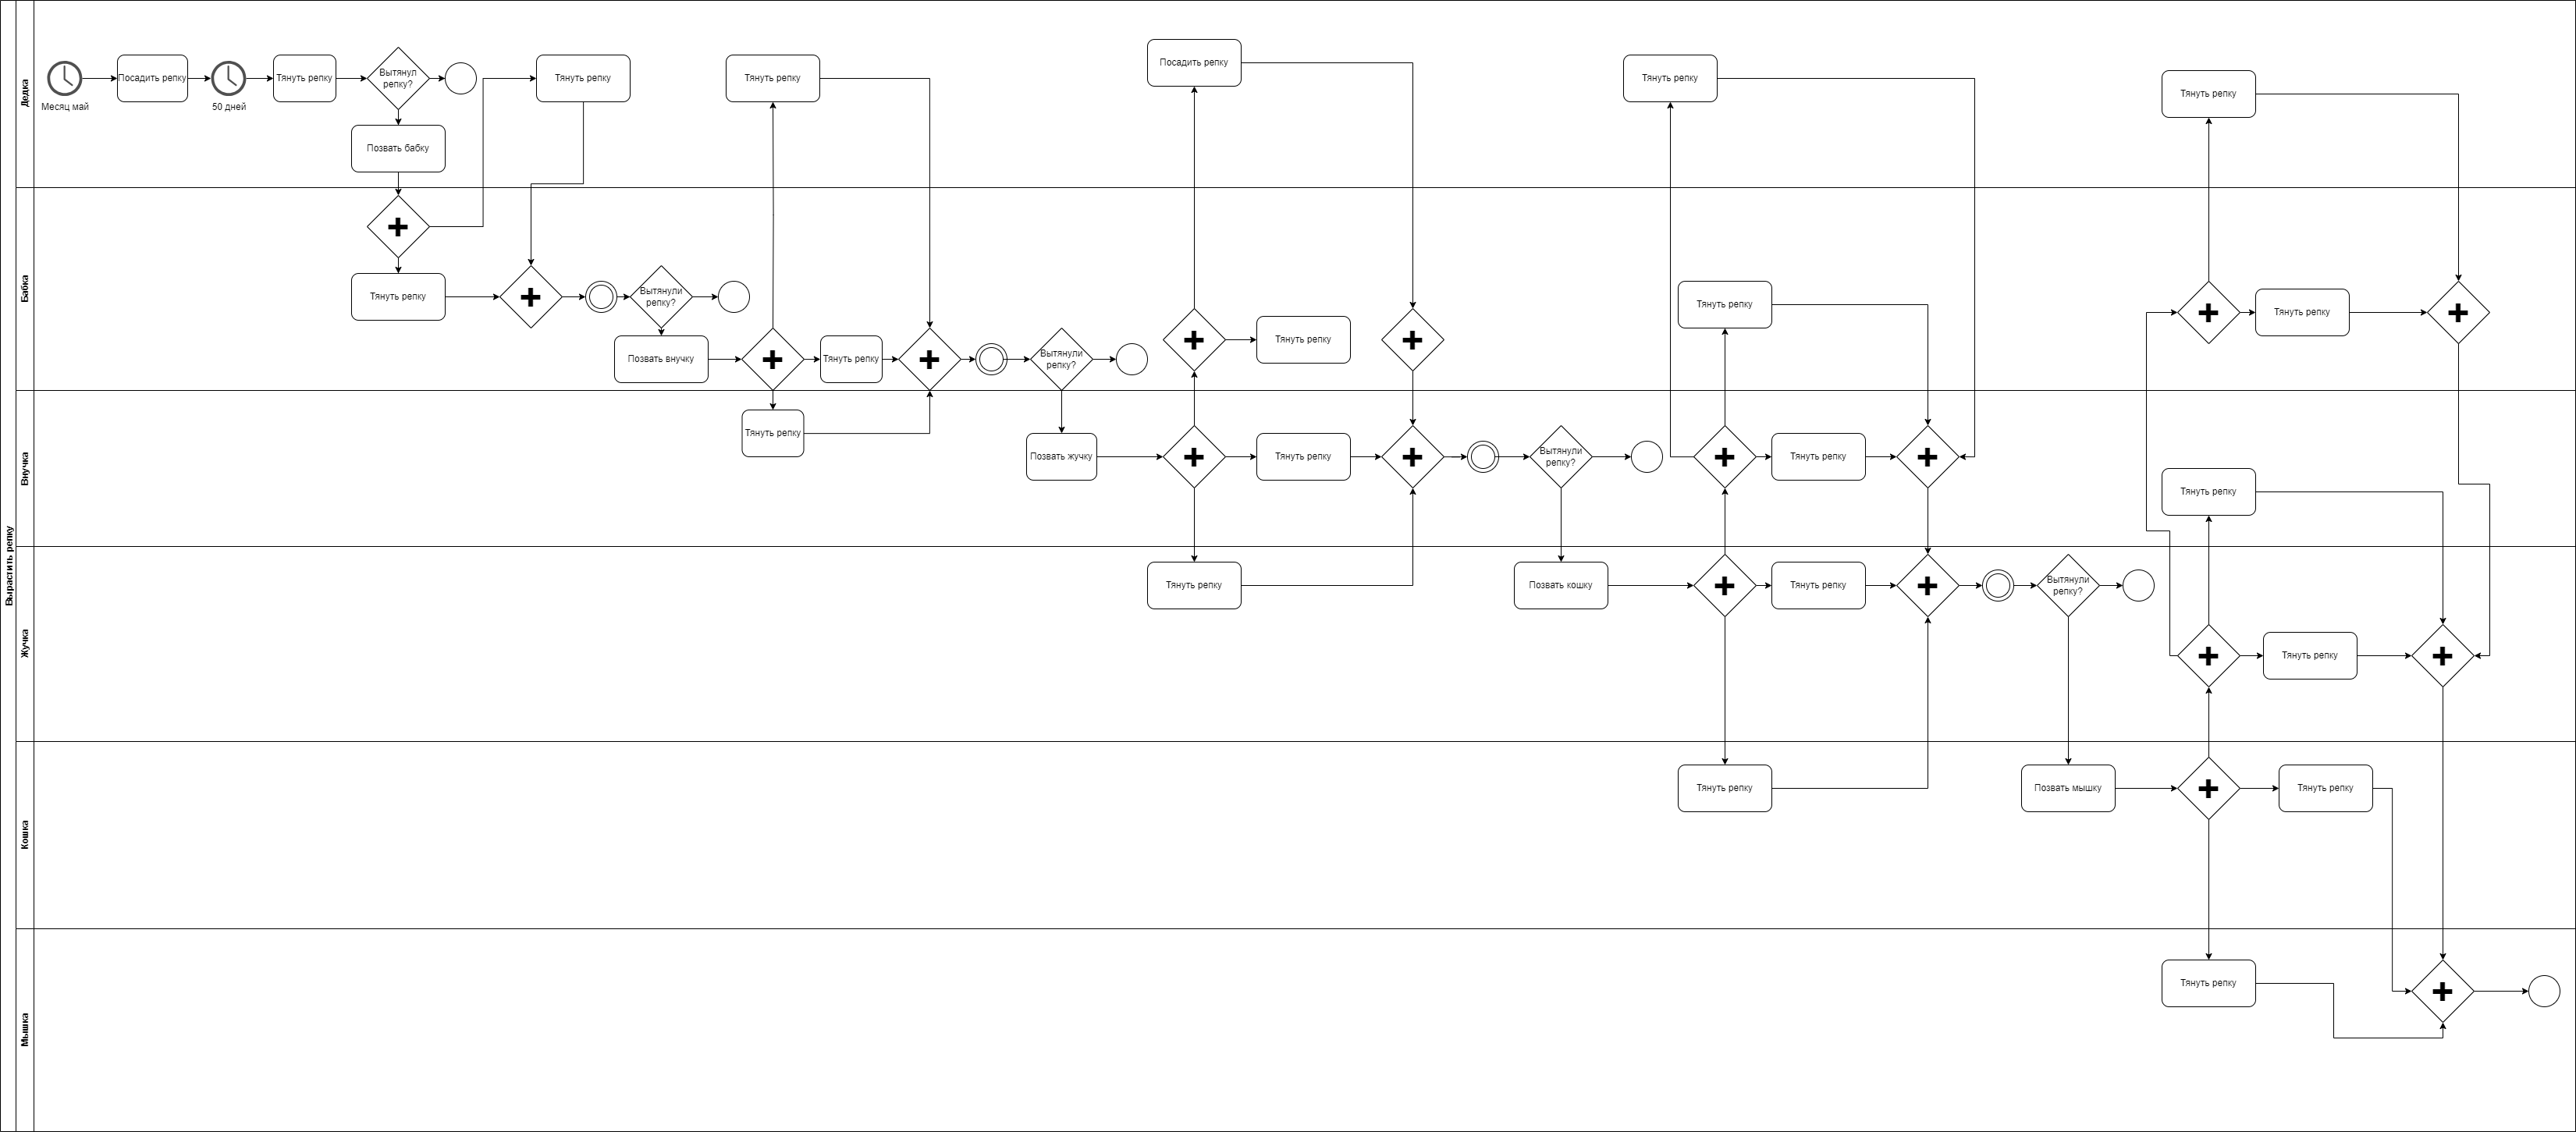 Вырастить репку
Дедка
Месяц май
Посадить репку
50 дней
Тянуть репку
Вытянул
репку?
Позвать бабку
Тянуть репку
Тянуть репку
Посадить репку
Тянуть репку
Тянуть репку
Бабка
Тянуть репку
Вытянули
репку?
Позвать внучку
Тянуть репку
Вытянули
репку?
Тянуть репку
Тянуть репку
Тянуть репку
Внучка
Тянуть репку
Позвать жучку
Тянуть репку
Вытянули
репку?
Тянуть репку
Тянуть репку
Жучка
Тянуть репку
Позвать кошку
Тянуть репку
Вытянули
репку?
Тянуть репку
Кошка
Тянуть репку
Позвать мышку
Тянуть репку
Мышка
Тянуть репку